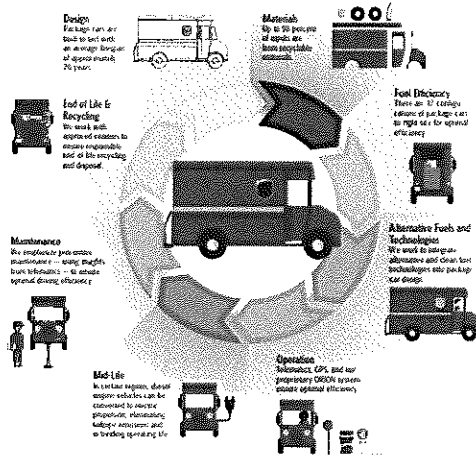 Design
Package cars are
built to last with
an average lifespan
of approximately
20 years.
Materials
Up to 90 percent
of inputs are
from recyclable
materials.
Fuel Efficiency
There are 37 configu-
rations of package cars
to right size for optimal
efficiency.
Alternative Fuels and
Technologies
We work to integrate
alternative and clean fuel
technologies into package
car design.
Operation
Telematics, GPS, and our
proprietary ORION system
ensure optimal efficiency.
Mid-Life
In certain regions, diesel
engine vehicles can be
converted to electric
propulsion, eliminating
tailpipe emissions and
extending operating life.
Maintenance
We emphasize preventive
maintenance — using insights
from telematics — to ensure
optimal driving efficiency.
End of Life &
Recycling
We work with
approved vendors to
ensure responsible
end of life recycling
and disposal.